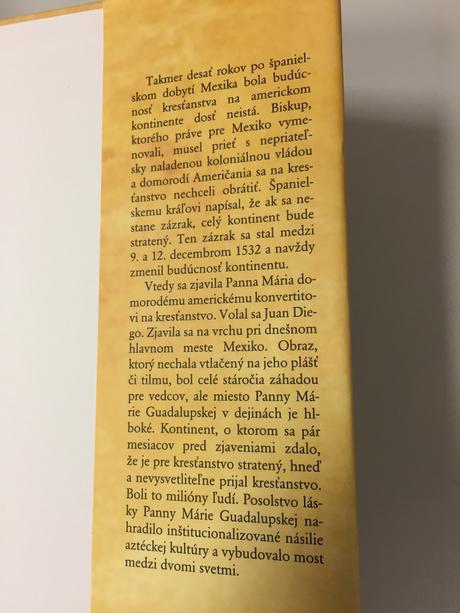 Takmer desať rokov po španiel-
skom dobytí Mexika bola budúc-
nosť kresťanstva na americkom
kontinente dosť neistá. Biskup,
ktorého práve pre Mexiko vyme-
novali, musel prieť s nepriateľ-
sky naladenou koloniálnou vládou
a domorodí Američania sa na kres-
ťanstvo nechceli obrátiť. Španiel-
skemu kráľovi napísal, že ak sa ne-
stane zázrak, celý kontinent bude
stratený. Ten zázrak sa stal medzi
9. a 12. decembrom 1532 a navždy
zmenil budúcnosť kontinentu.
Vtedy sa zjavila Panna Mária do-
morodému americkému konvertito-
vi na kresťanstvo. Volal sa Juan Die-
go. Zjavila sa na vrchu pri dnešnom
hlavnom meste Mexiko. Obraz,
ktorý nechala vtlačený na jeho plášť
či tilmu, bol celé stáročia záhadou
pre vedcov, ale miesto Panny Má-
rie Guadalupskej v dejinách je hl-
boké. Kontinent, o ktorom sa pár
mesiacov pred zjaveniami zdalo,
že je pre kresťanstvo stratený, hneď
a nevysvetliteľne prijal kresťanstvo.
Boli to milióny ľudí. Posolstvo lás-
ky Panny Márie Guadalupskej na-
hradilo inštitucionalizované násilie
aztéckej kultúry a vybudovalo most
medzi dvomi svetmi.